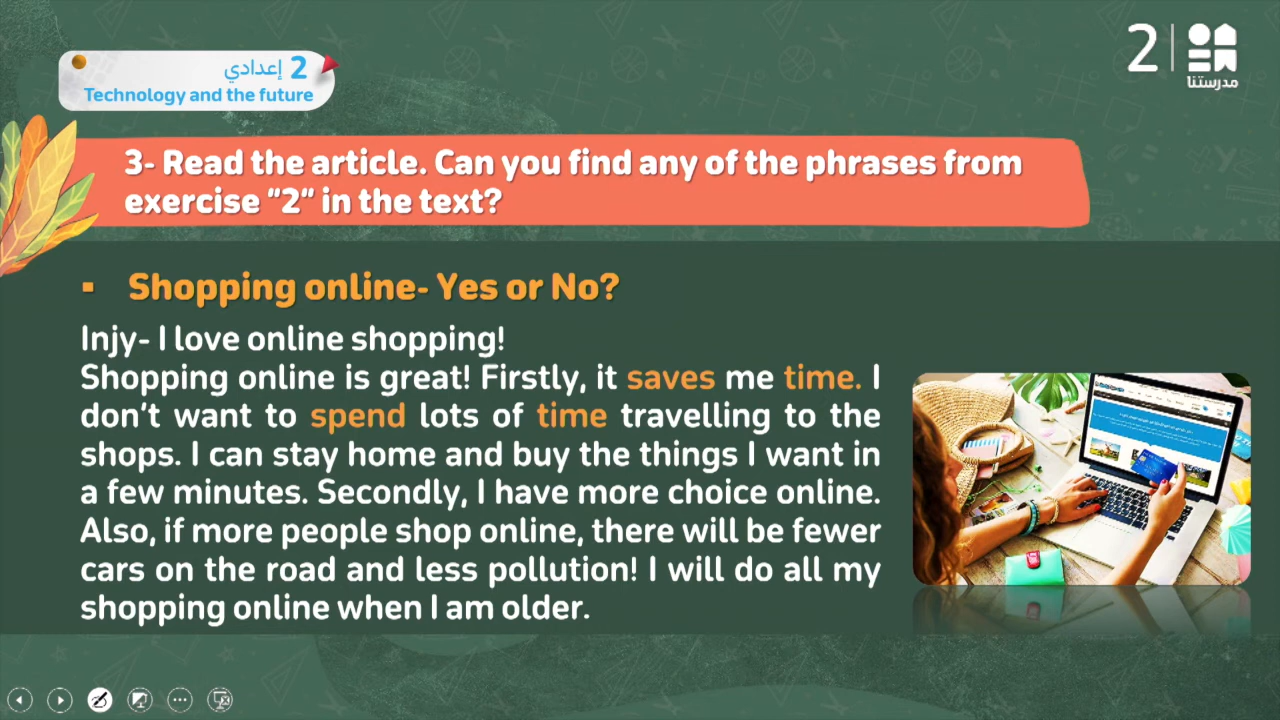 2
مدرستنا
2 إعدادي
Technology and the future
3- Read the article. Can you find any of the phrases from
exercise "2" in the text?
▪ Shopping online- Yes or No?
Injy- I love online shopping!
Shopping online is great! Firstly, it saves me time. I
don't want to spend lots of time travelling to the
shops. I can stay home and buy the things I want in
a few minutes. Secondly, I have more choice online.
Also, if more people shop online, there will be fewer
cars on the road and less pollution! I will do all my
shopping online when I am older.